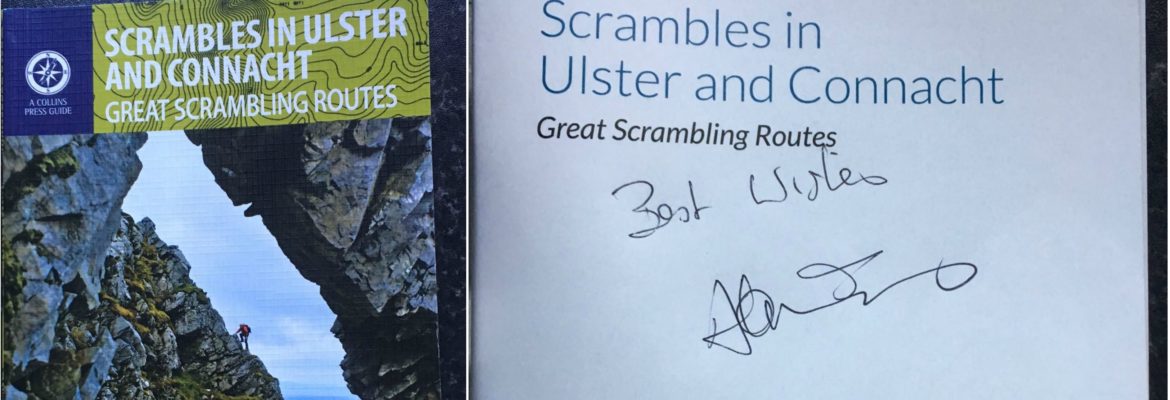 SCRAMBLES IN ULSTER
AND CONNACHT
GREAT SCRAMBLING ROUTES
A COLLINS
PRESS GUIDE
Scrambles in
Ulster and Connacht
Great Scrambling Routes
Best Wishes